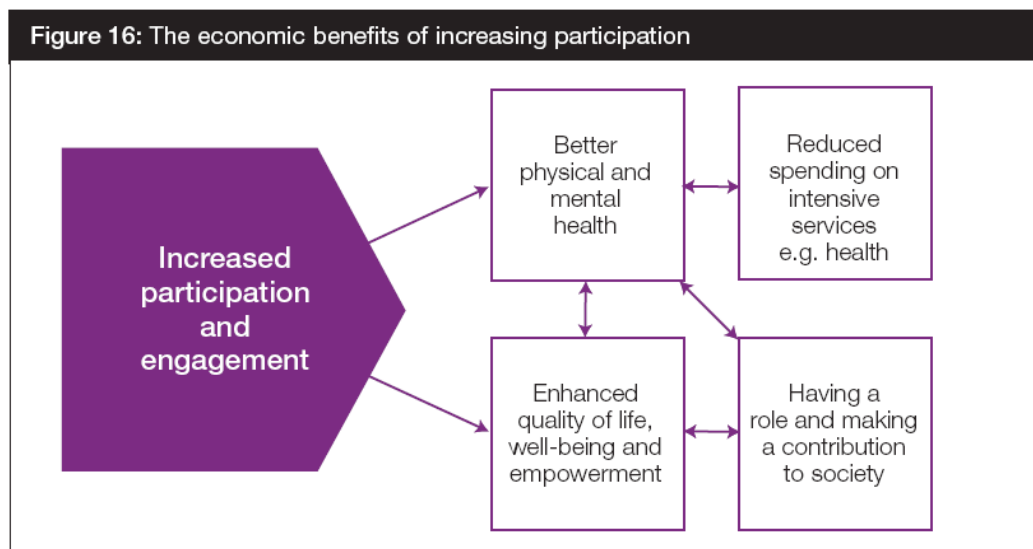 Figure 16: The economic benefits of increasing participation
Increased
participation
and
engagement
Better
physical and
mental
health
Reduced
spending on
intensive
services
e.g. health
Enhanced
quality of life,
well-being and
empowerment
Having a
role and making
a contribution
to society